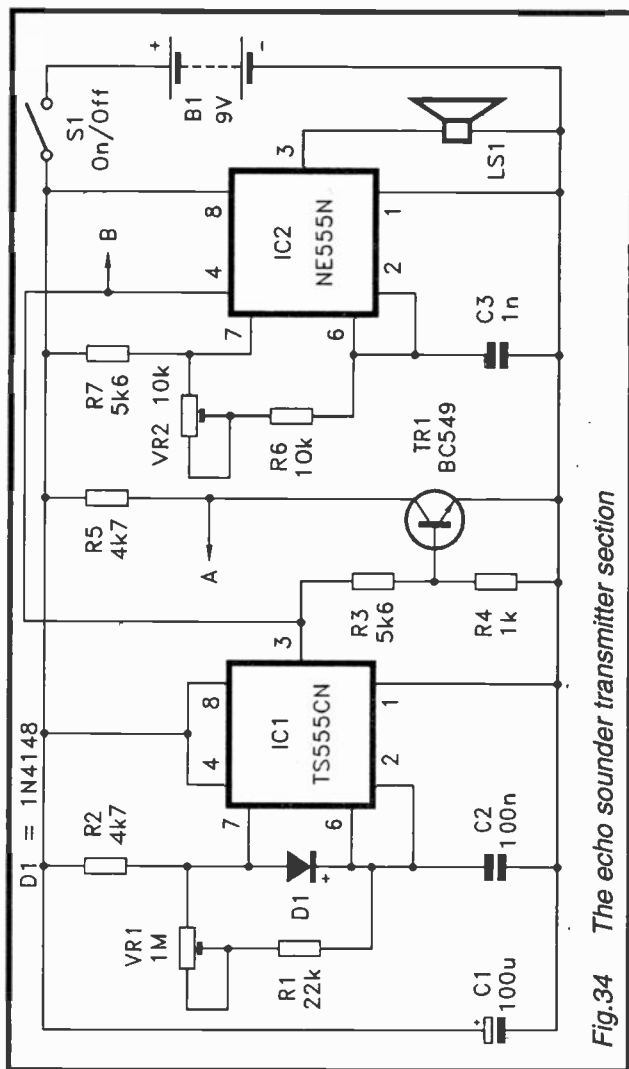 D1 = 1N4148
S1
On/Off
+
-
B1
9V
R2
4k7
VR1
1M
R1
22k
D1
+
7
6
4
8
2
1
3
IC1
TS555CN
C1
+
100u
C2
100n
R5
4k7
A
R3
5k6
R4
1k
TR1
BC549
R7
5k6
VR2
10k
R6
10k
B
7
6
4
8
2
1
3
IC2
NE555N
C3
1n
LS1
Fig.34 The echo sounder transmitter section